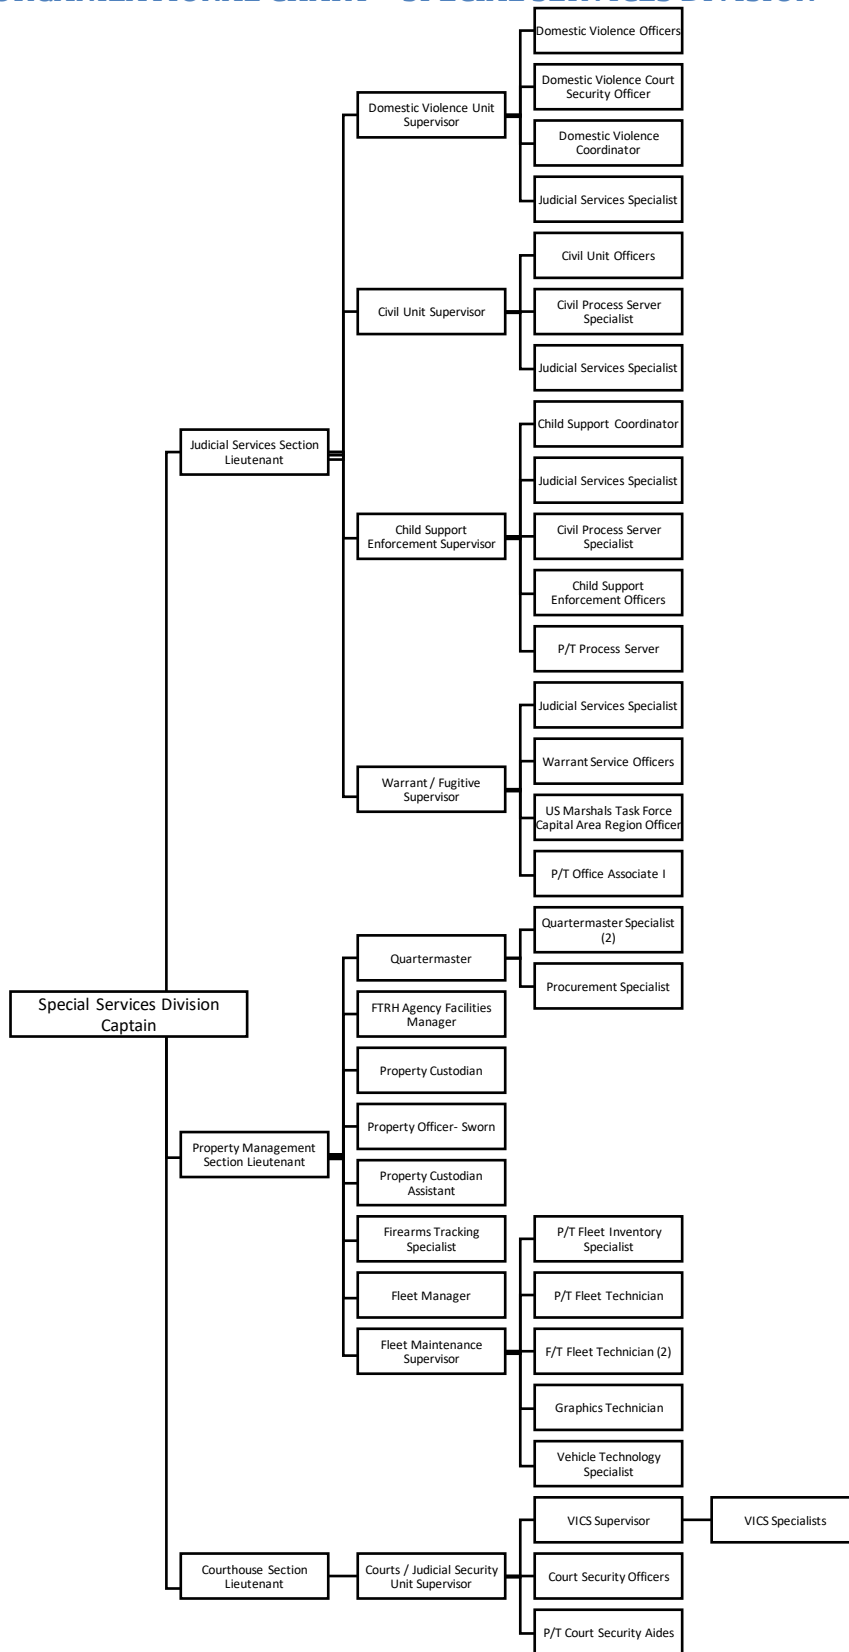 ORGANIZATIONAL CHART – SPECIAL SERVICES DIVISION
Domestic Violence Officers
Domestic Violence Court
Security Officer
Domestic Violence Unit
Supervisor
Domestic Violence
Coordinator
Judicial Services Specialist
Civil Unit Officers
Civil Unit Supervisor
Civil Process Server
Specialist
Judicial Services Specialist
Judicial Services Section
Lieutenant
Child Support Coordinator
Judicial Services Specialist
Child Support
Enforcement Supervisor
Civil Process Server
Specialist
Child Support
Enforcement Officers
P/T Process Server
Judicial Services Specialist
Warrant Service Officers
Warrant / Fugitive
Supervisor
US Marshals Task Force
Capital Area Region Officer
P/T Office Associate I
Quartermaster
Quartermaster Specialist
(2)
Procurement Specialist
Special Services Division
Captain
FTRH Agency Facilities
Manager
Property Custodian
Property Officer- Sworn
Property Management
Section Lieutenant
Property Custodian
Assistant
Firearms Tracking
Specialist
P/T Fleet Inventory
Specialist
Fleet Manager
P/T Fleet Technician
Fleet Maintenance
Supervisor
F/T Fleet Technician (2)
Graphics Technician
Vehicle Technology
Specialist
VICS Supervisor
VICS Specialists
Courthouse Section
Lieutenant
Courts / Judicial Security
Unit Supervisor
Court Security Officers
P/T Court Security Aides